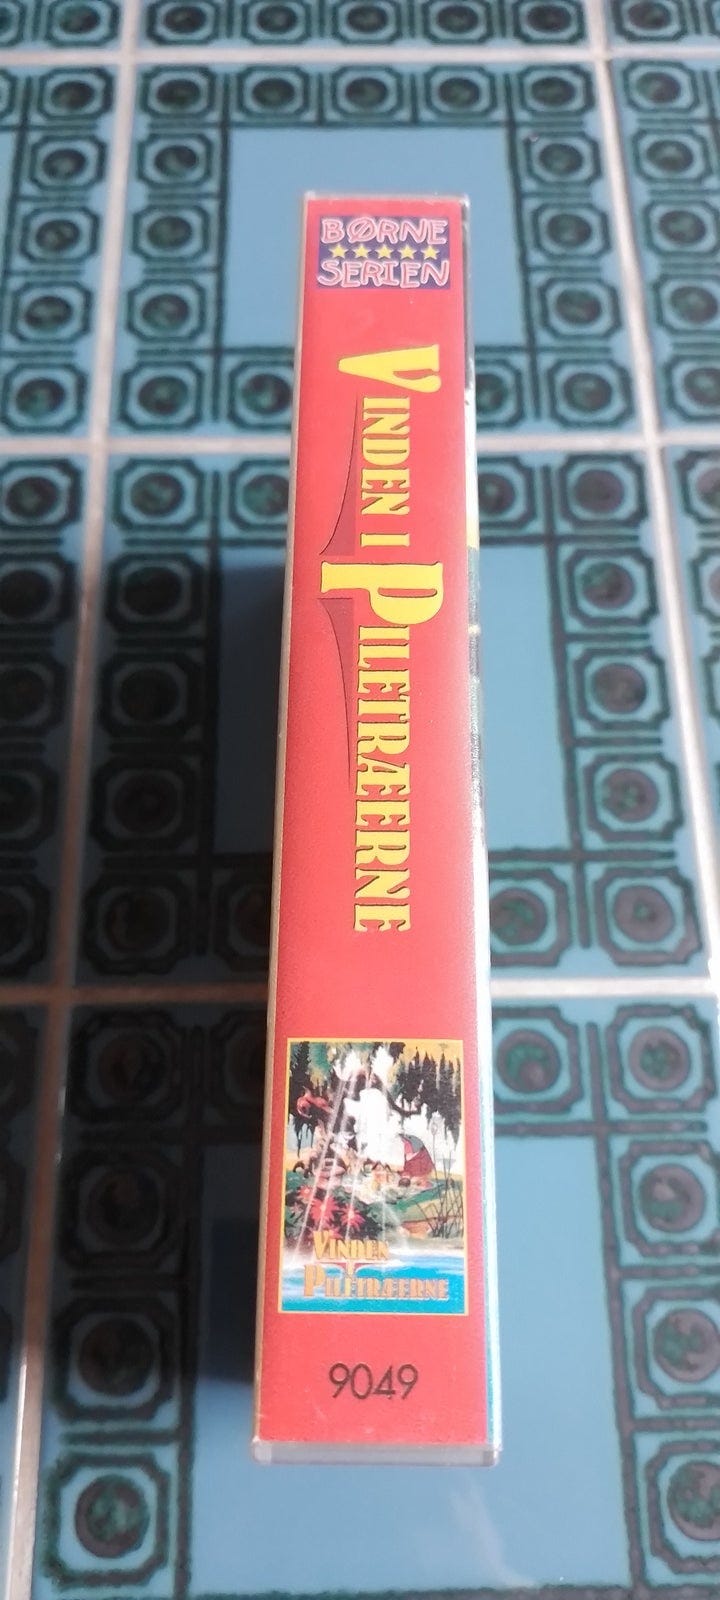 BØRNE
SERIEN
VINDEN I PILETRÆERNE
VINDEN
I
PILETRÆERNE
9049